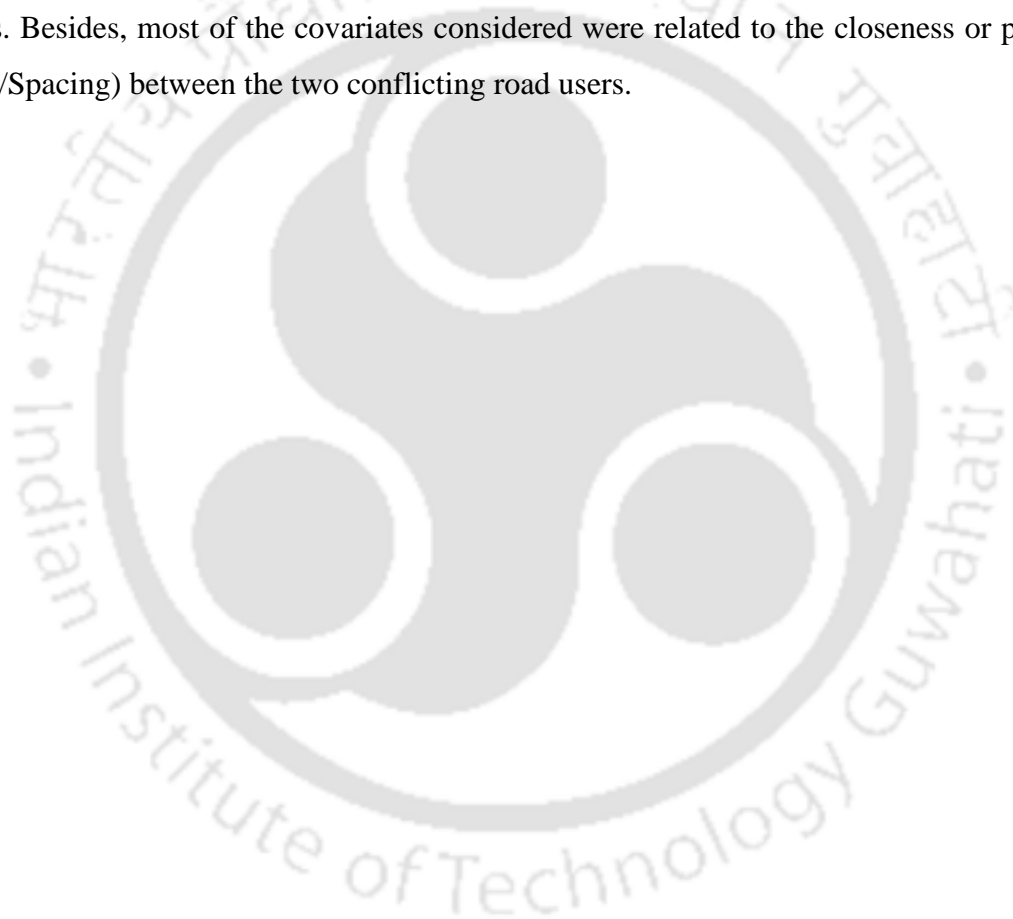 s. Besides, most of the covariates considered were related to the closeness or p
/Spacing) between the two conflicting road users.
• Indian Institute of Technology Guwahati •